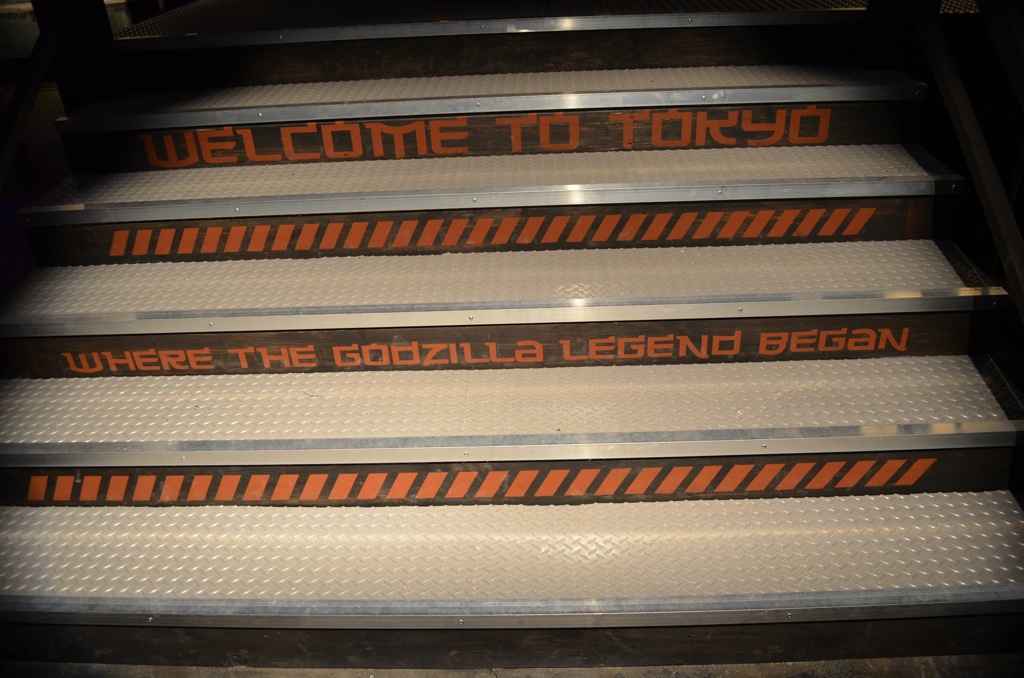 WELCOME TO TOKYO
WHERE THE GODZILLA LEGEND BEGAN